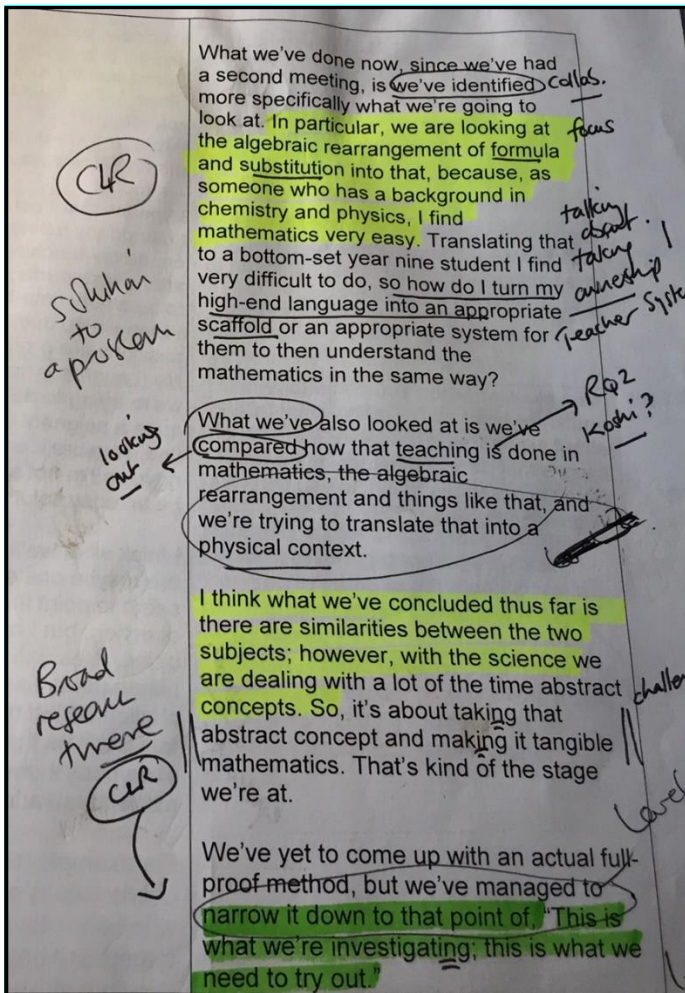 What we've done now, since we've had
a second meeting, is we've identified
more specifically what we're going to
look at. In particular, we are looking at
the algebraic rearrangement of formula
and substitution into that, because, as
someone who has a background in
chemistry and physics, I find
mathematics very easy. Translating that
to a bottom-set year nine student I find
very difficult to do, so how do I turn my
high-end language into an appropriate
scaffold or an appropriate system for
them to then understand the
mathematics in the same way?
collab.
focus
talking
about.
taking
ownership
Teacher System
CLR
solution
to
a problem
What we've also looked at is we've
compared how that teaching is done in
mathematics, the algebraic
rearrangement and things like that, and
we're trying to translate that into a
physical context.
RQ2
Koshi?
looking
out
I think what we've concluded thus far is
there are similarities between the two
subjects; however, with the science we
are dealing with a lot of the time abstract
concepts. So, it's about taking that
abstract concept and making it tangible
mathematics. That's kind of the stage
we're at.
Broad
research
theme
CLR
We've yet to come up with an actual full-
proof method, but we've managed to
narrow it down to that point of, "This is
what we're investigating; this is what we
need to try out."